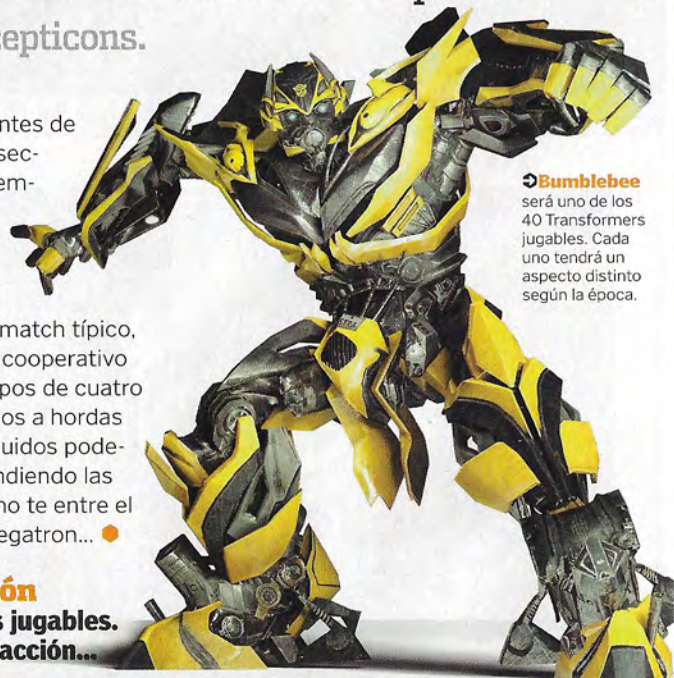 cepticons.
ntes de
sec-
em-
match típico,
cooperativo
pos de cuatro
os a hordas
uidos pode-
ndiendo las
no te entre el
egatron...
ón
s jugables.
acción...
Bumblebee
será uno de los
40 Transformers
jugables. Cada
uno tendrá un
aspecto distinto
según la época.